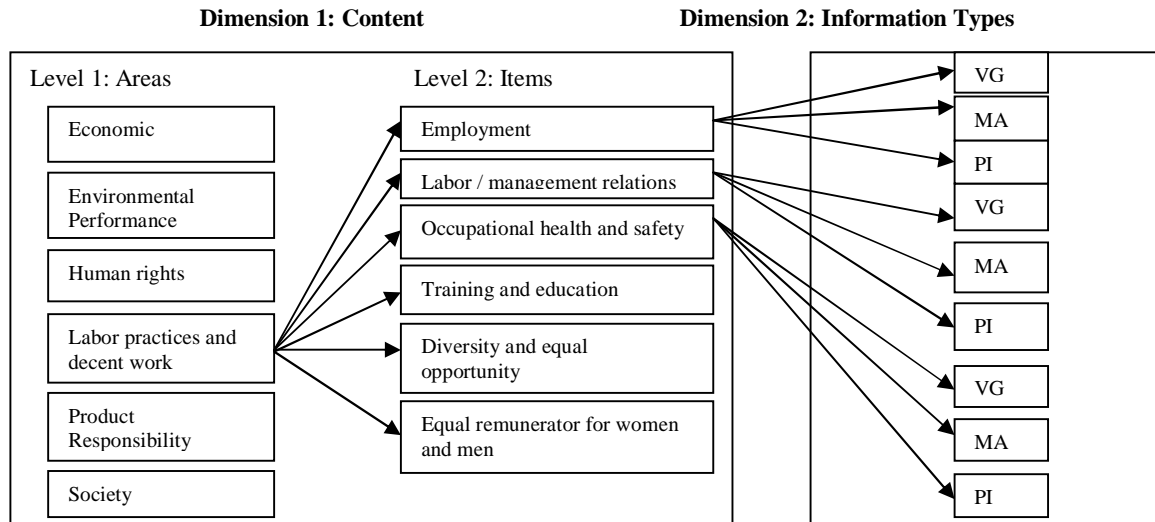 Dimension 1: Content
Dimension 2: Information Types
Level 1: Areas
Level 2: Items
Economic
Environmental
Performance
Human rights
Labor practices and
decent work
Product
Responsibility
Society
Employment
Labor / management relations
Occupational health and safety
Training and education
Diversity and equal
opportunity
Equal remunerator for women
and men
VG
MA
PI
VG
MA
PI
VG
MA
PI